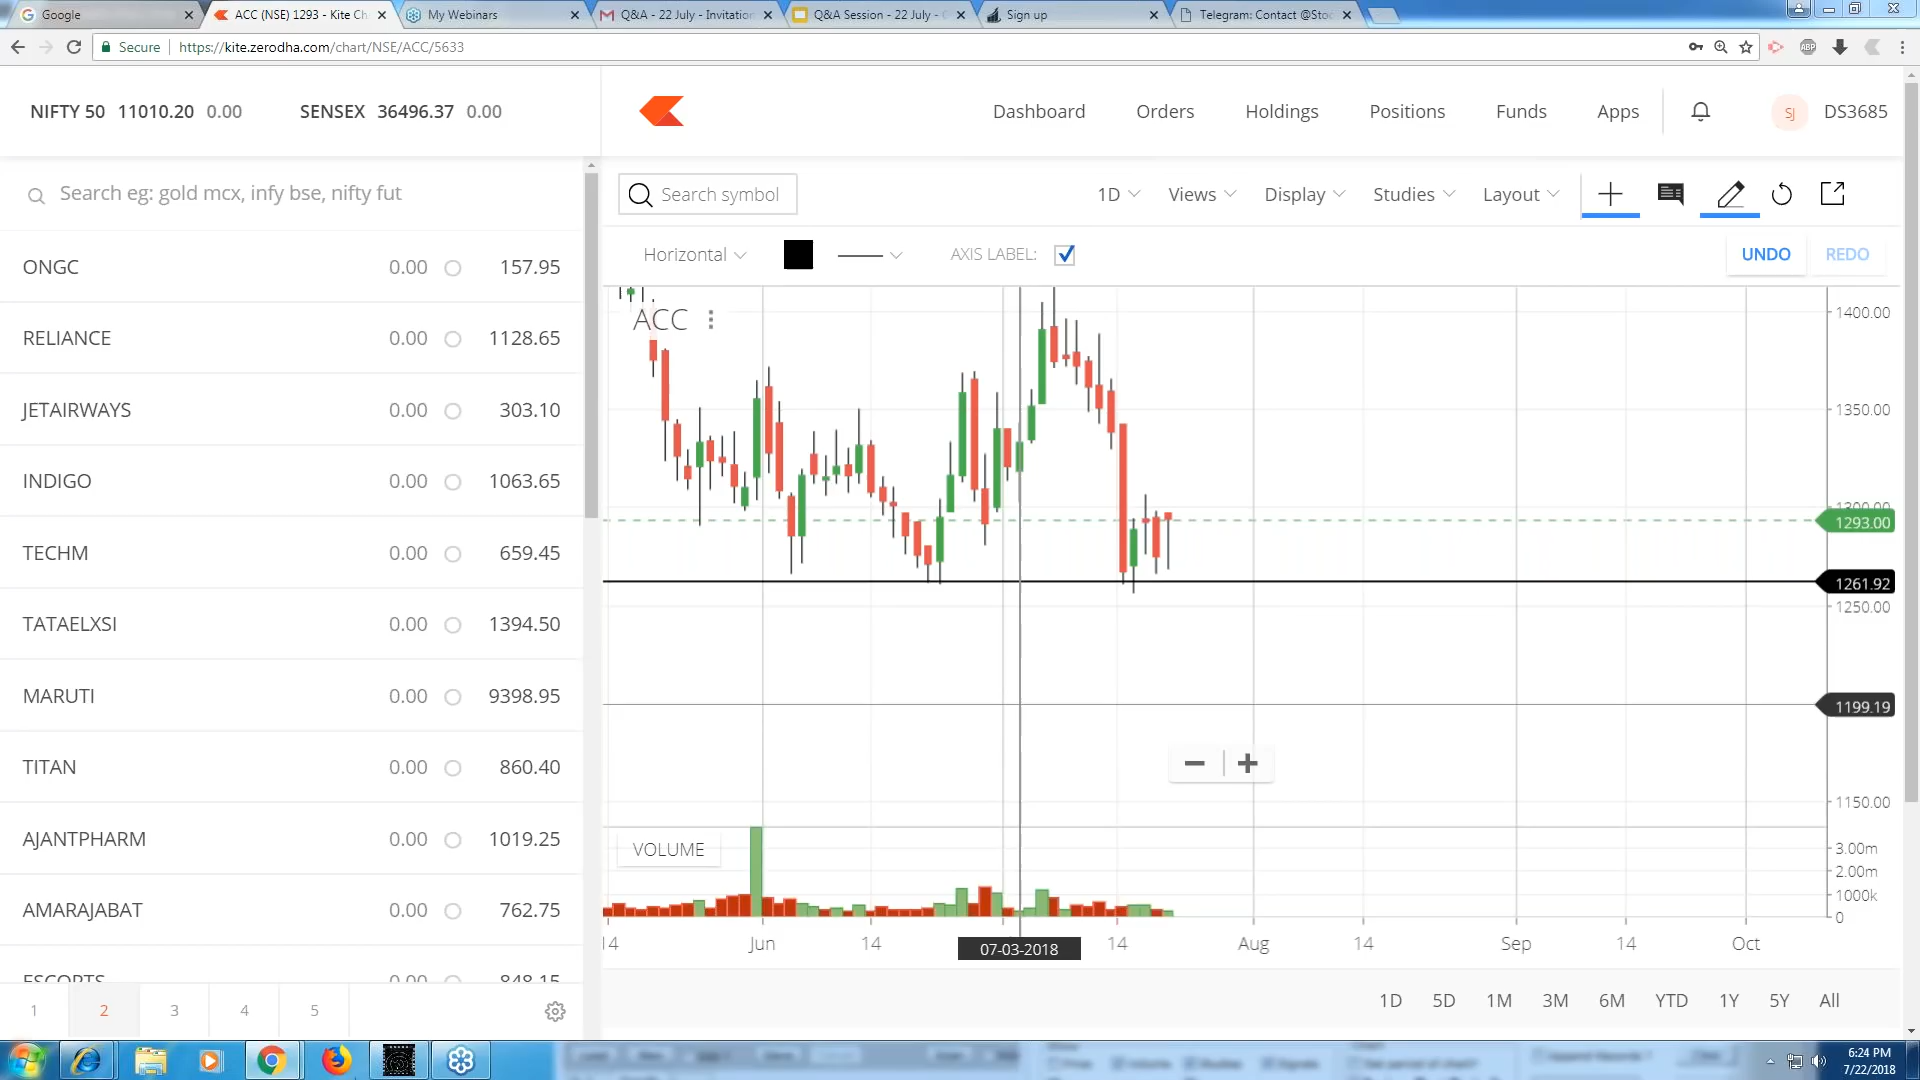 Google
ACC (NSE) 1293 - Kite Ch
My Webinars
Q&A - 22 July - Invitation
Q&A Session - 22 July - G
Sign up
Telegram: Contact @Stoc
Secure https://kite.zerodha.com/chart/NSE/ACC/5633
NIFTY 50 11010.20 0.00 SENSEX 36496.37 0.00
Dashboard Orders Holdings Positions Funds Apps SJ DS3685
Search eg: gold mcx, infy bse, nifty fut
Search symbol 1D Views Display Studies Layout
Horizontal AXIS LABEL: UNDO REDO
ONGC 0.00 157.95
RELIANCE 0.00 1128.65
JETAIRWAYS 0.00 303.10
INDIGO 0.00 1063.65
TECHM 0.00 659.45
TATAELXSI 0.00 1394.50
MARUTI 0.00 9398.95
TITAN 0.00 860.40
AJANTPHARM 0.00 1019.25
AMARAJABAT 0.00 762.75
ESCORTS 0.00 848.15
1 2 3 4 5
ACC
1400.00
1350.00
1300.00
1293.00
1261.92
1250.00
1199.19
1150.00
VOLUME
3.00m
2.00m
1000k
0
14 Jun 14 07-03-2018 14 Aug 14 Sep 14 Oct
1D 5D 1M 3M 6M YTD 1Y 5Y All
6:24 PM
7/22/2018